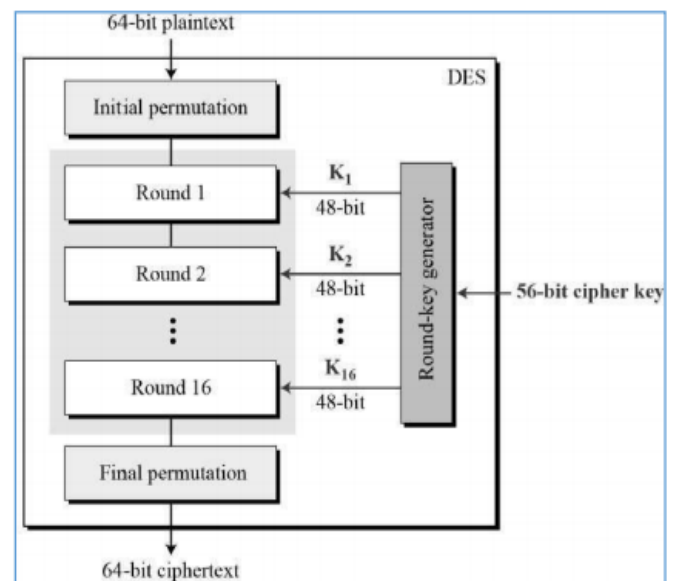 64-bit plaintext
DES
Initial permutation
Round 1
K1
48-bit
Round 2
K2
48-bit
Round-key generator
56-bit cipher key
Round 16
K16
48-bit
Final permutation
64-bit ciphertext